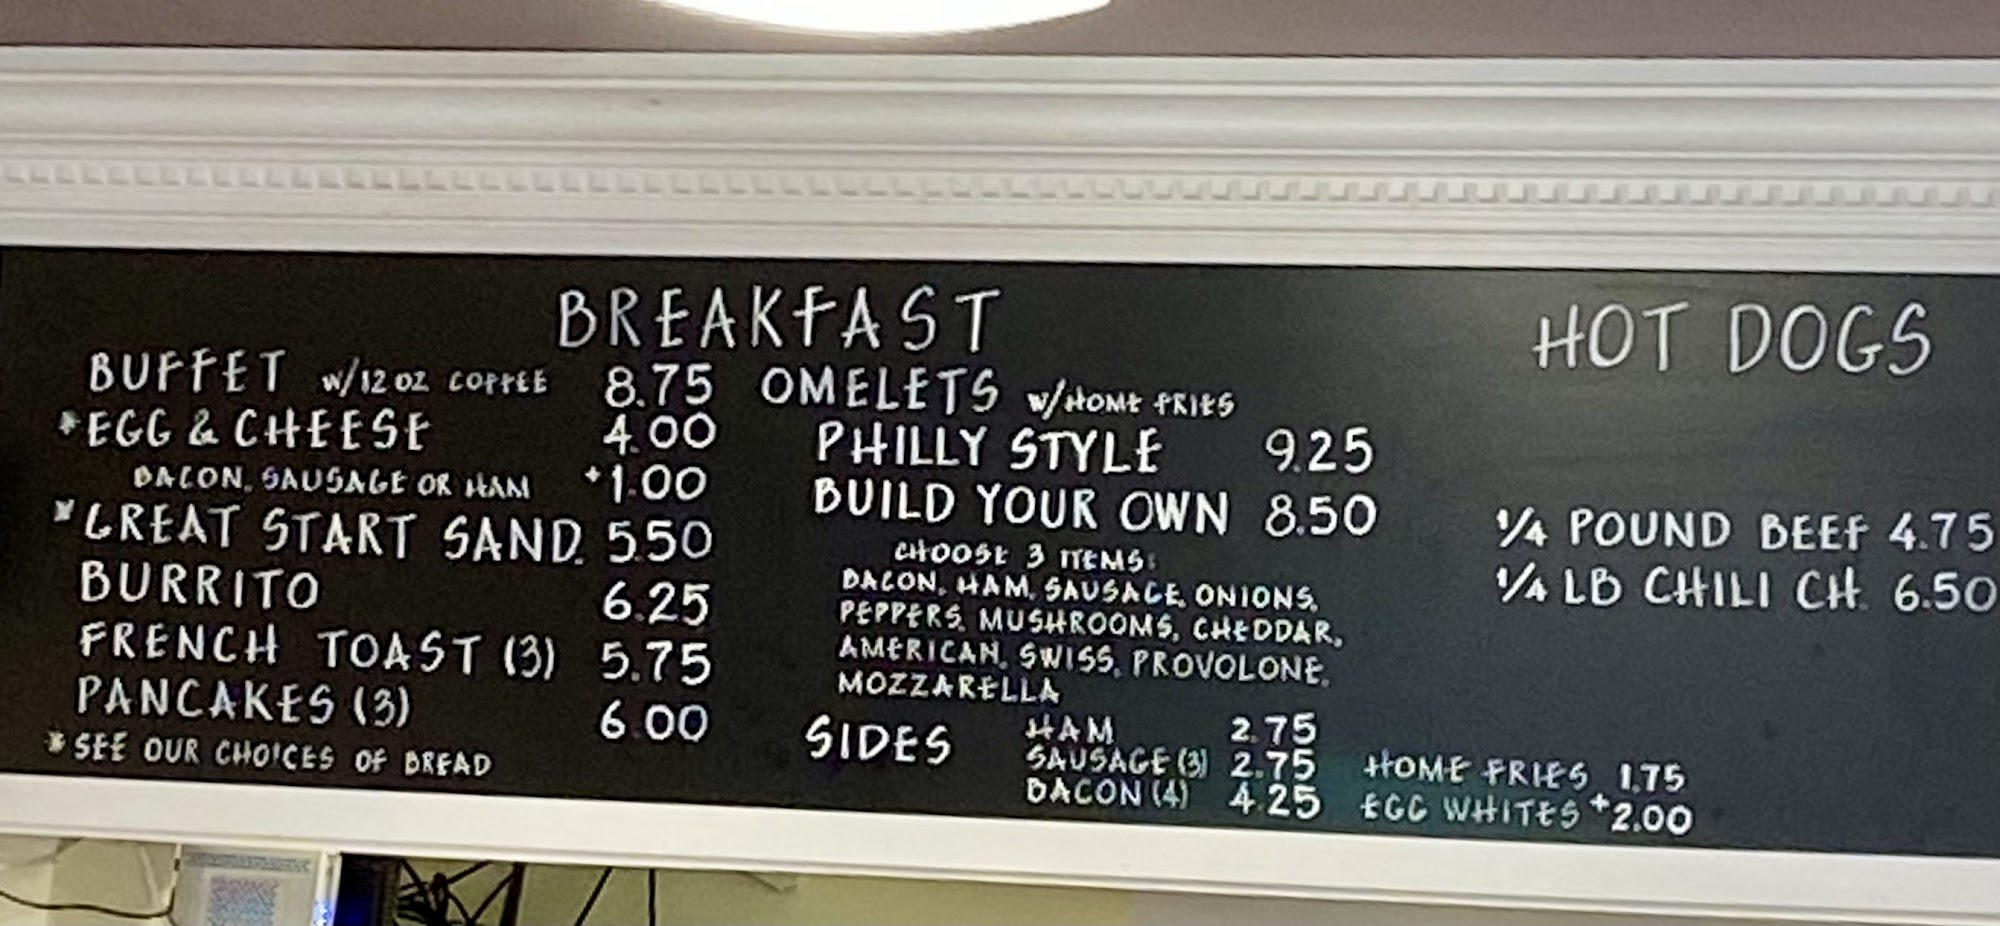 BREAKFAST
BUFFET w/12 OZ COFFEE 8.75
*EGG & CHEESE 4.00
BACON, SAUSAGE OR HAM +1.00
*GREAT START SAND. 5.50
BURRITO 6.25
FRENCH TOAST (3) 5.75
PANCAKES (3) 6.00
*SEE OUR CHOICES OF BREAD
OMELETS w/HOME FRIES
PHILLY STYLE 9.25
BUILD YOUR OWN 8.50
CHOOSE 3 ITEMS:
BACON, HAM, SAUSAGE, ONIONS,
PEPPERS, MUSHROOMS, CHEDDAR,
AMERICAN, SWISS, PROVOLONE,
MOZZARELLA
SIDES
HAM 2.75
SAUSAGE (3) 2.75
BACON (4) 4.25
HOME FRIES 1.75
EGG WHITES +2.00
HOT DOGS
1/4 POUND BEEF 4.75
1/4 LB CHILI CH. 6.50